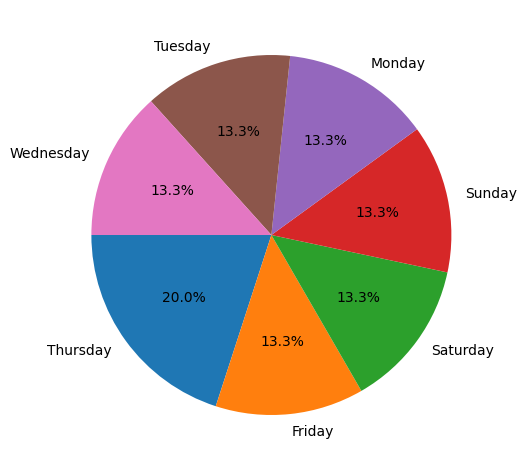 Tuesday
Monday
13.3%
13.3%
Wednesday
13.3%
Sunday
13.3%
20.0%
13.3%
Thursday
13.3%
Saturday
Friday